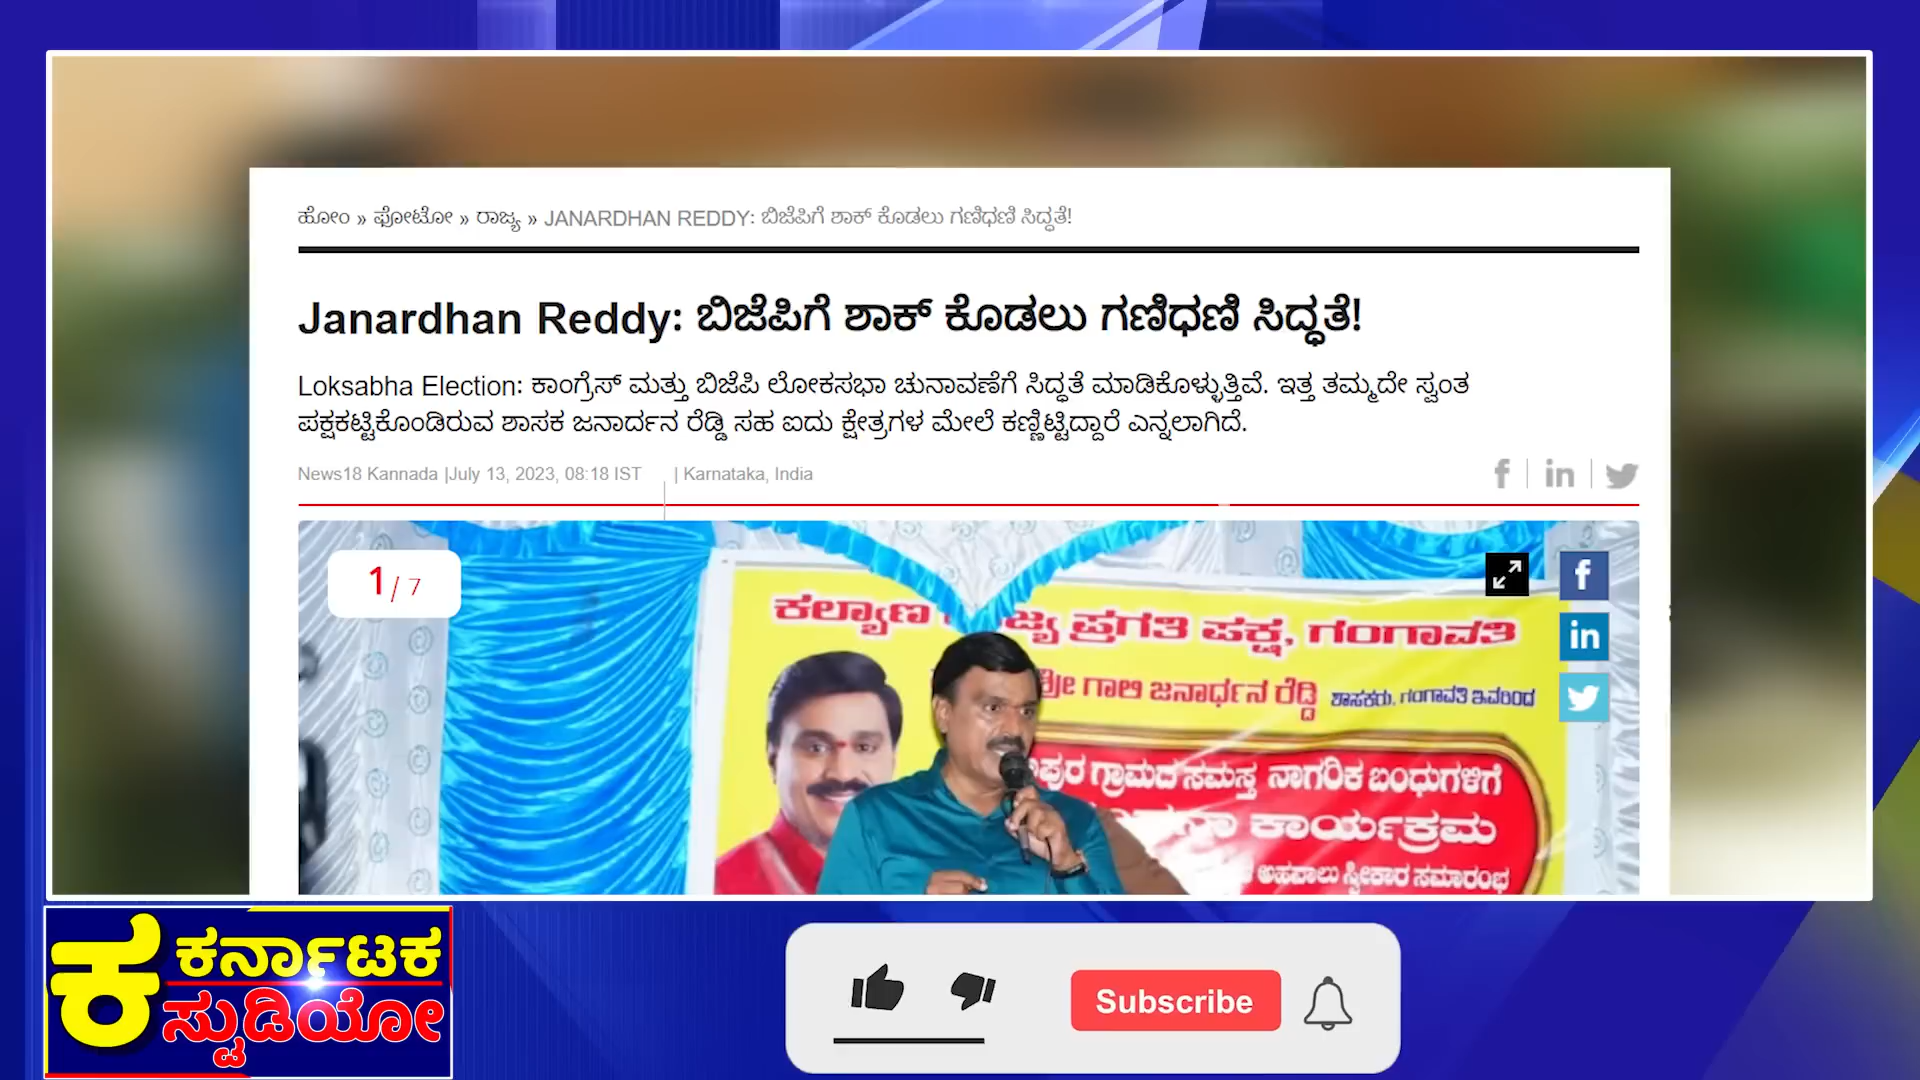 ಹೋಂ » ಫೋಟೋ » ರಾಜ್ಯ » JANARDHAN REDDY: ಬಿಜೆಪಿಗೆ ಶಾಕ್ ಕೊಡಲು ಗಣಿಧಣಿ ಸಿದ್ಧತೆ!
Janardhan Reddy: ಬಿಜೆಪಿಗೆ ಶಾಕ್ ಕೊಡಲು ಗಣಿಧಣಿ ಸಿದ್ಧತೆ!
Loksabha Election: ಕಾಂಗ್ರೆಸ್ ಮತ್ತು ಬಿಜೆಪಿ ಲೋಕಸಭಾ ಚುನಾವಣೆಗೆ ಸಿದ್ಧತೆ ಮಾಡಿಕೊಳ್ಳುತ್ತಿವೆ. ಇತ್ತ ತಮ್ಮದೇ ಸ್ವಂತ
ಪಕ್ಷಕಟ್ಟಿಕೊಂಡಿರುವ ಶಾಸಕ ಜನಾರ್ದನ ರೆಡ್ಡಿ ಸಹ ಐದು ಕ್ಷೇತ್ರಗಳ ಮೇಲೆ ಕಣ್ಣಿಟ್ಟಿದ್ದಾರೆ ಎನ್ನಲಾಗಿದೆ.
News18 Kannada |July 13, 2023, 08:18 IST | Karnataka, India
1/ 7
ಕಲ್ಯಾಣ ಪ್ರಗತಿ ಪಕ್ಷ, ಗಂಗಾವತಿ
ಶ್ರೀ ಗಾಲಿ ಜನಾರ್ಧನ ರೆಡ್ಡಿ ಶಾಸಕರು, ಗಂಗಾವತಿ ಇವರಿಂದ
ಗ್ರಾಮದ ಸಮಸ್ತ ನಾಗರಿಕ ಬಂಧುಗಳಿಗೆ
ಕಾರ್ಯಕ್ರಮ
ಅಹವಾಲು ಸ್ವೀಕಾರ ಸಮಾರಂಭ
ಕ ಕರ್ನಾಟಕ
ಸ್ಟುಡಿಯೋ
Subscribe